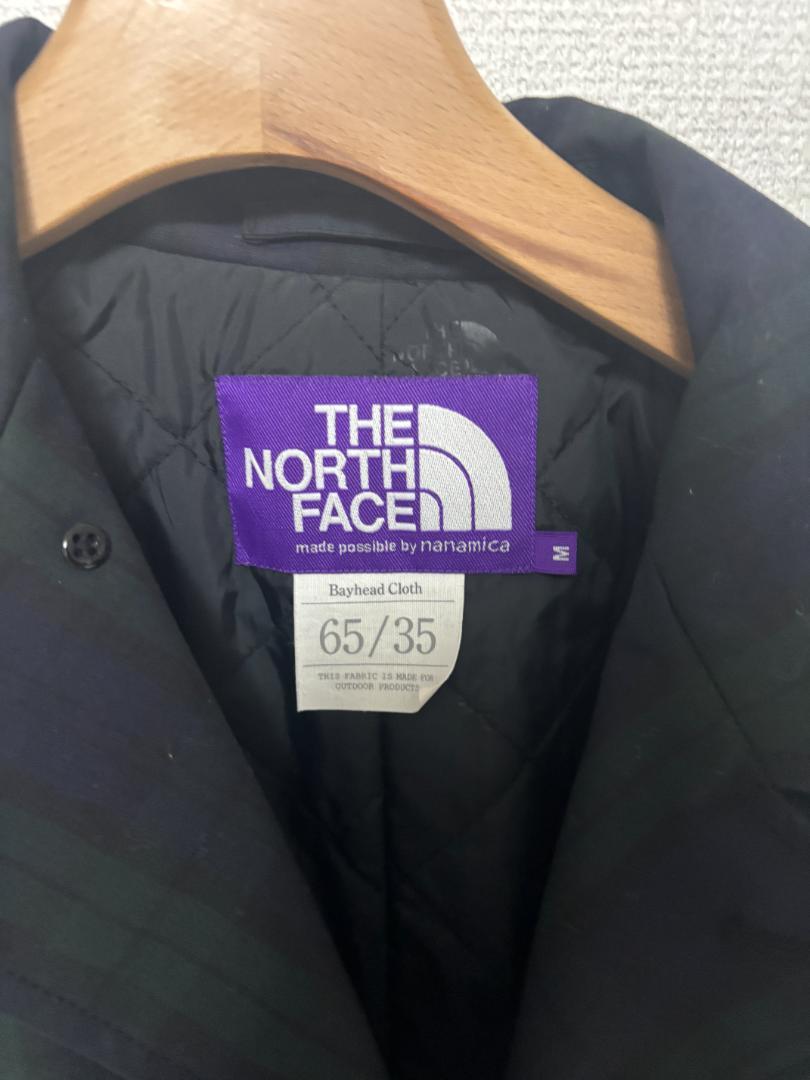 THE
NORTH
FACE
made possible by nanamica
M
Bayhead Cloth
65/35
THIS FABRIC IS MADE FOR
OUTDOOR PRODUCTS